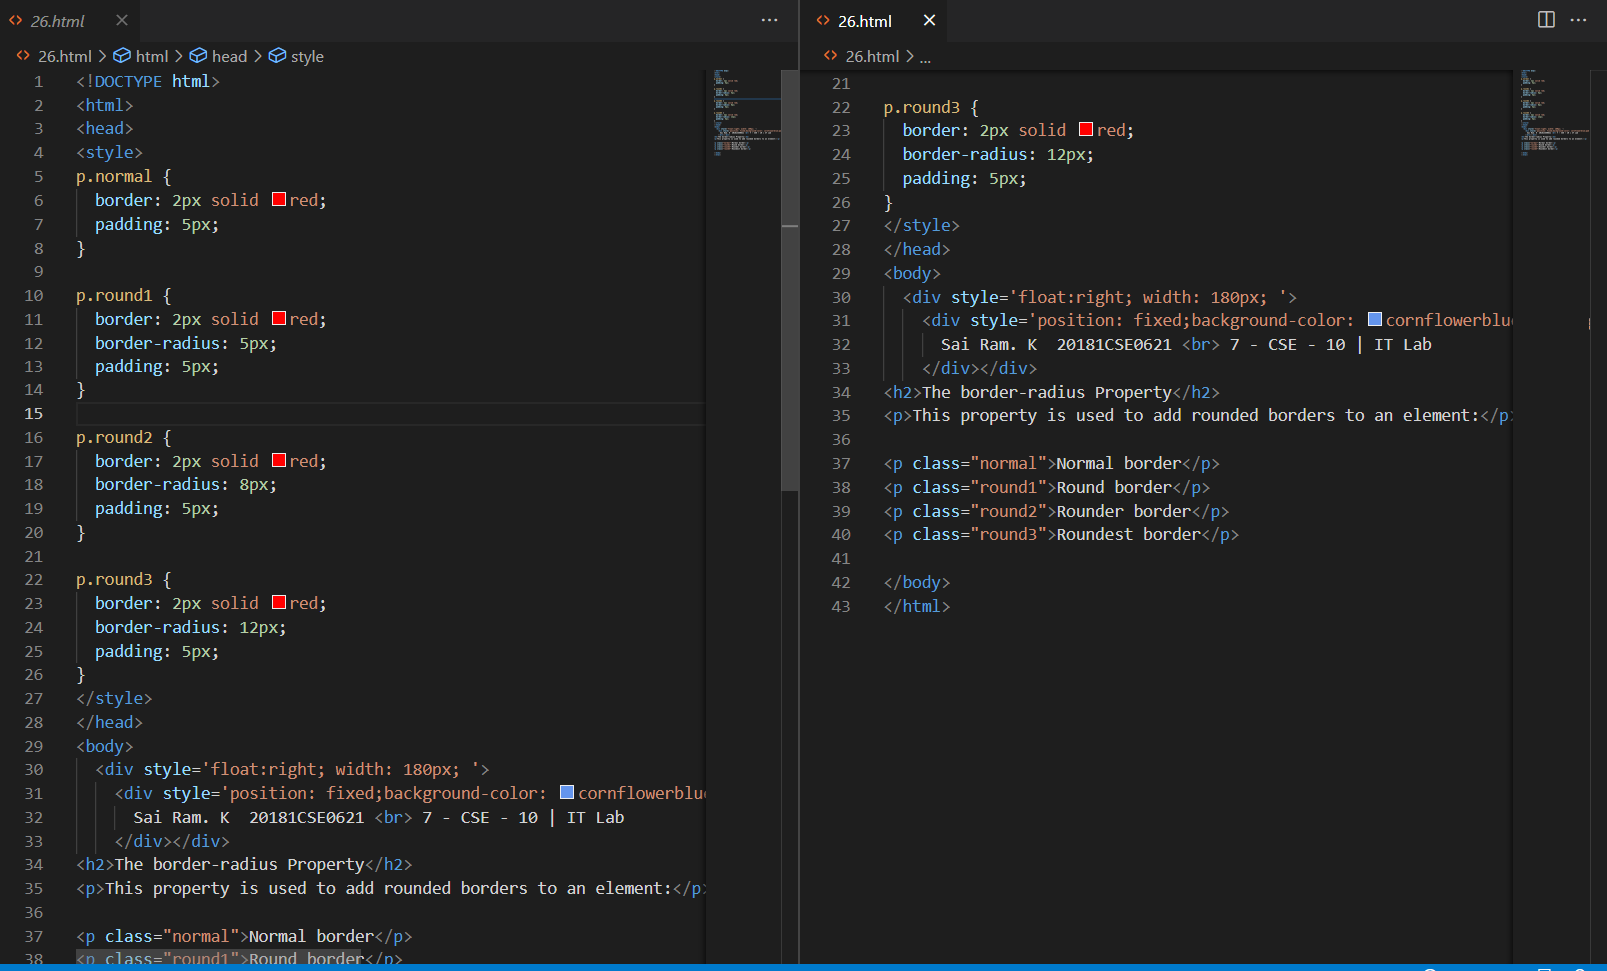 26.html
26.html > html > head > style
1 <!DOCTYPE html>
2 <html>
3 <head>
4 <style>
5 p.normal {
6   border: 2px solid red;
7   padding: 5px;
8 }
9
10 p.round1 {
11   border: 2px solid red;
12   border-radius: 5px;
13   padding: 5px;
14 }
15
16 p.round2 {
17   border: 2px solid red;
18   border-radius: 8px;
19   padding: 5px;
20 }
21
22 p.round3 {
23   border: 2px solid red;
24   border-radius: 12px;
25   padding: 5px;
26 }
27 </style>
28 </head>
29 <body>
30   <div style='float:right; width: 180px; '>
31     <div style='position: fixed;background-color: cornflowerblue
32       Sai Ram. K  20181CSE0621 <br> 7 - CSE - 10 | IT Lab
33     </div></div>
34 <h2>The border-radius Property</h2>
35 <p>This property is used to add rounded borders to an element:</p>
36
37 <p class="normal">Normal border</p>
38 <p class="round1">Round border</p>
26.html
26.html > ...
21
22 p.round3 {
23   border: 2px solid red;
24   border-radius: 12px;
25   padding: 5px;
26 }
27 </style>
28 </head>
29 <body>
30   <div style='float:right; width: 180px; '>
31     <div style='position: fixed;background-color: cornflowerblu
32       Sai Ram. K  20181CSE0621 <br> 7 - CSE - 10 | IT Lab
33     </div></div>
34 <h2>The border-radius Property</h2>
35 <p>This property is used to add rounded borders to an element:</p>
36
37 <p class="normal">Normal border</p>
38 <p class="round1">Round border</p>
39 <p class="round2">Rounder border</p>
40 <p class="round3">Roundest border</p>
41
42 </body>
43 </html>